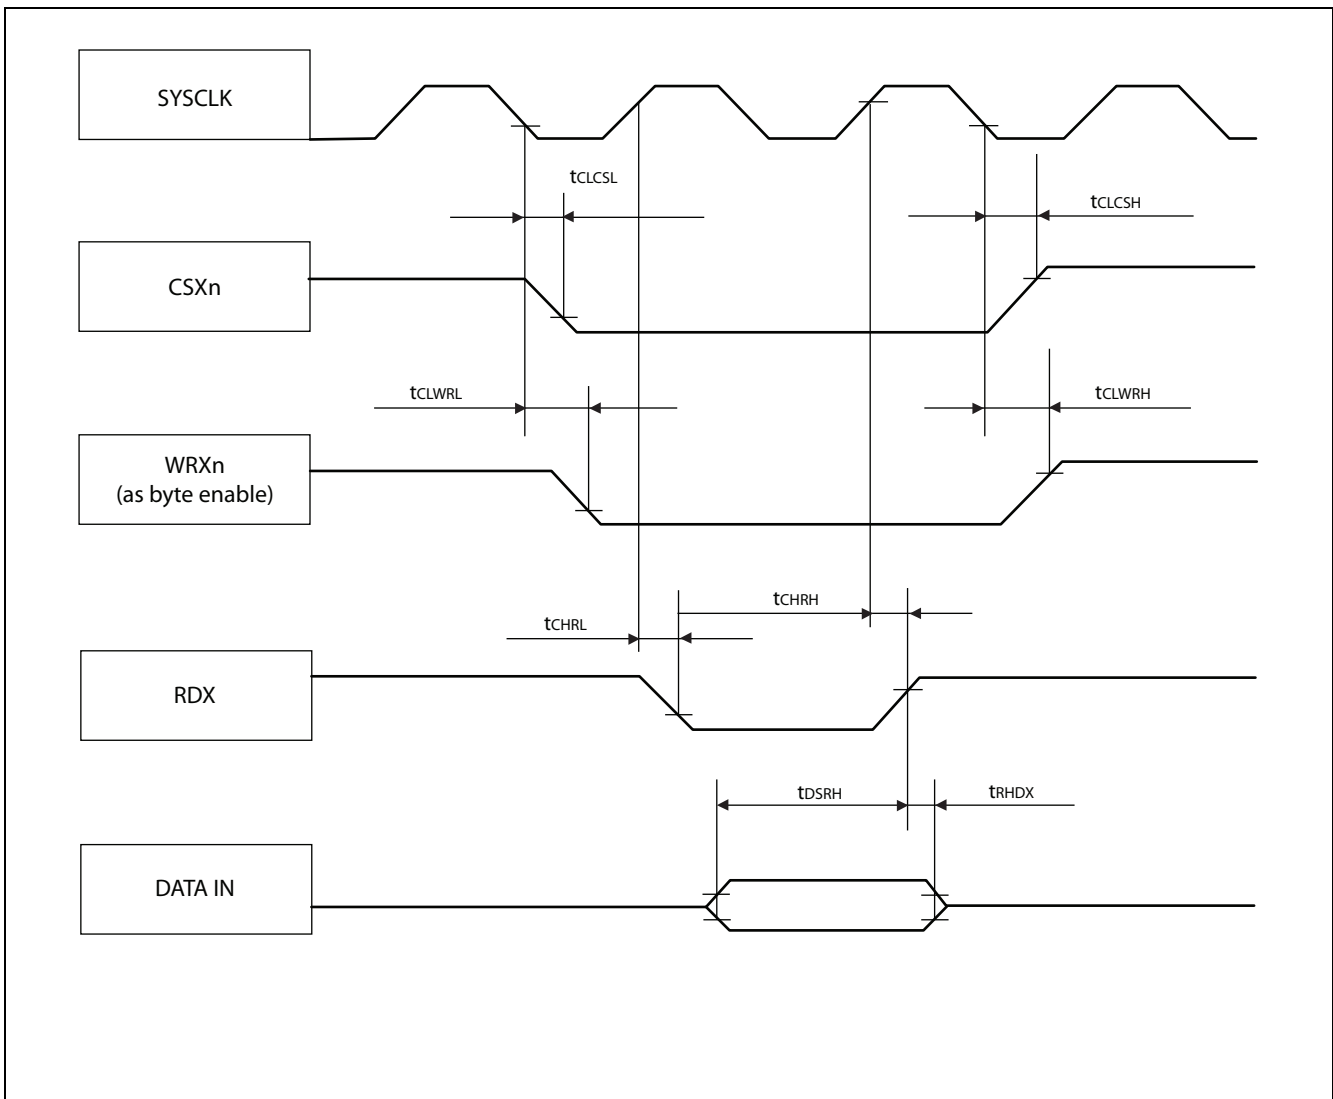 SYSCLK
tCLCSL
tCLCSH
CSXn
tCLWRL
tCLWRH
WRXn
(as byte enable)
tCHRH
tCHRL
RDX
tDSRH
tRHDX
DATA IN